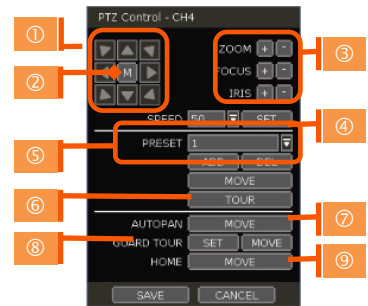 PTZ Control - CH4
①
② M
ZOOM + -
FOCUS + -
IRIS + -
③
SPEED 50 SET
④
⑤
PRESET 1
ADD DEL
MOVE
⑥
TOUR
AUTOPAN MOVE
⑦
⑧
GUARD TOUR SET MOVE
HOME MOVE
⑨
SAVE CANCEL